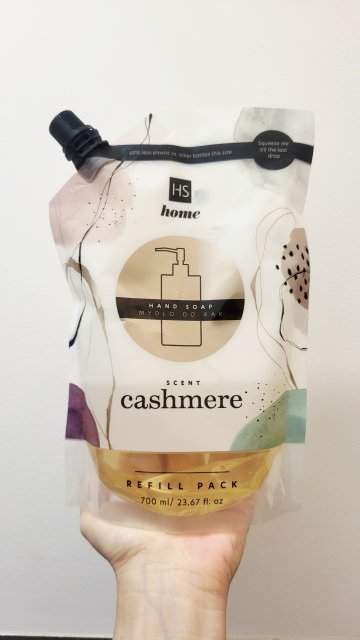 69% less plastic vs. other bottles this size
Squeeze me
till the last
drop
HS
home
HAND SOAP
MYDŁO DO RĄK
SCENT
cashmere
REFILL PACK
700 ml/ 23,67 fl. oz